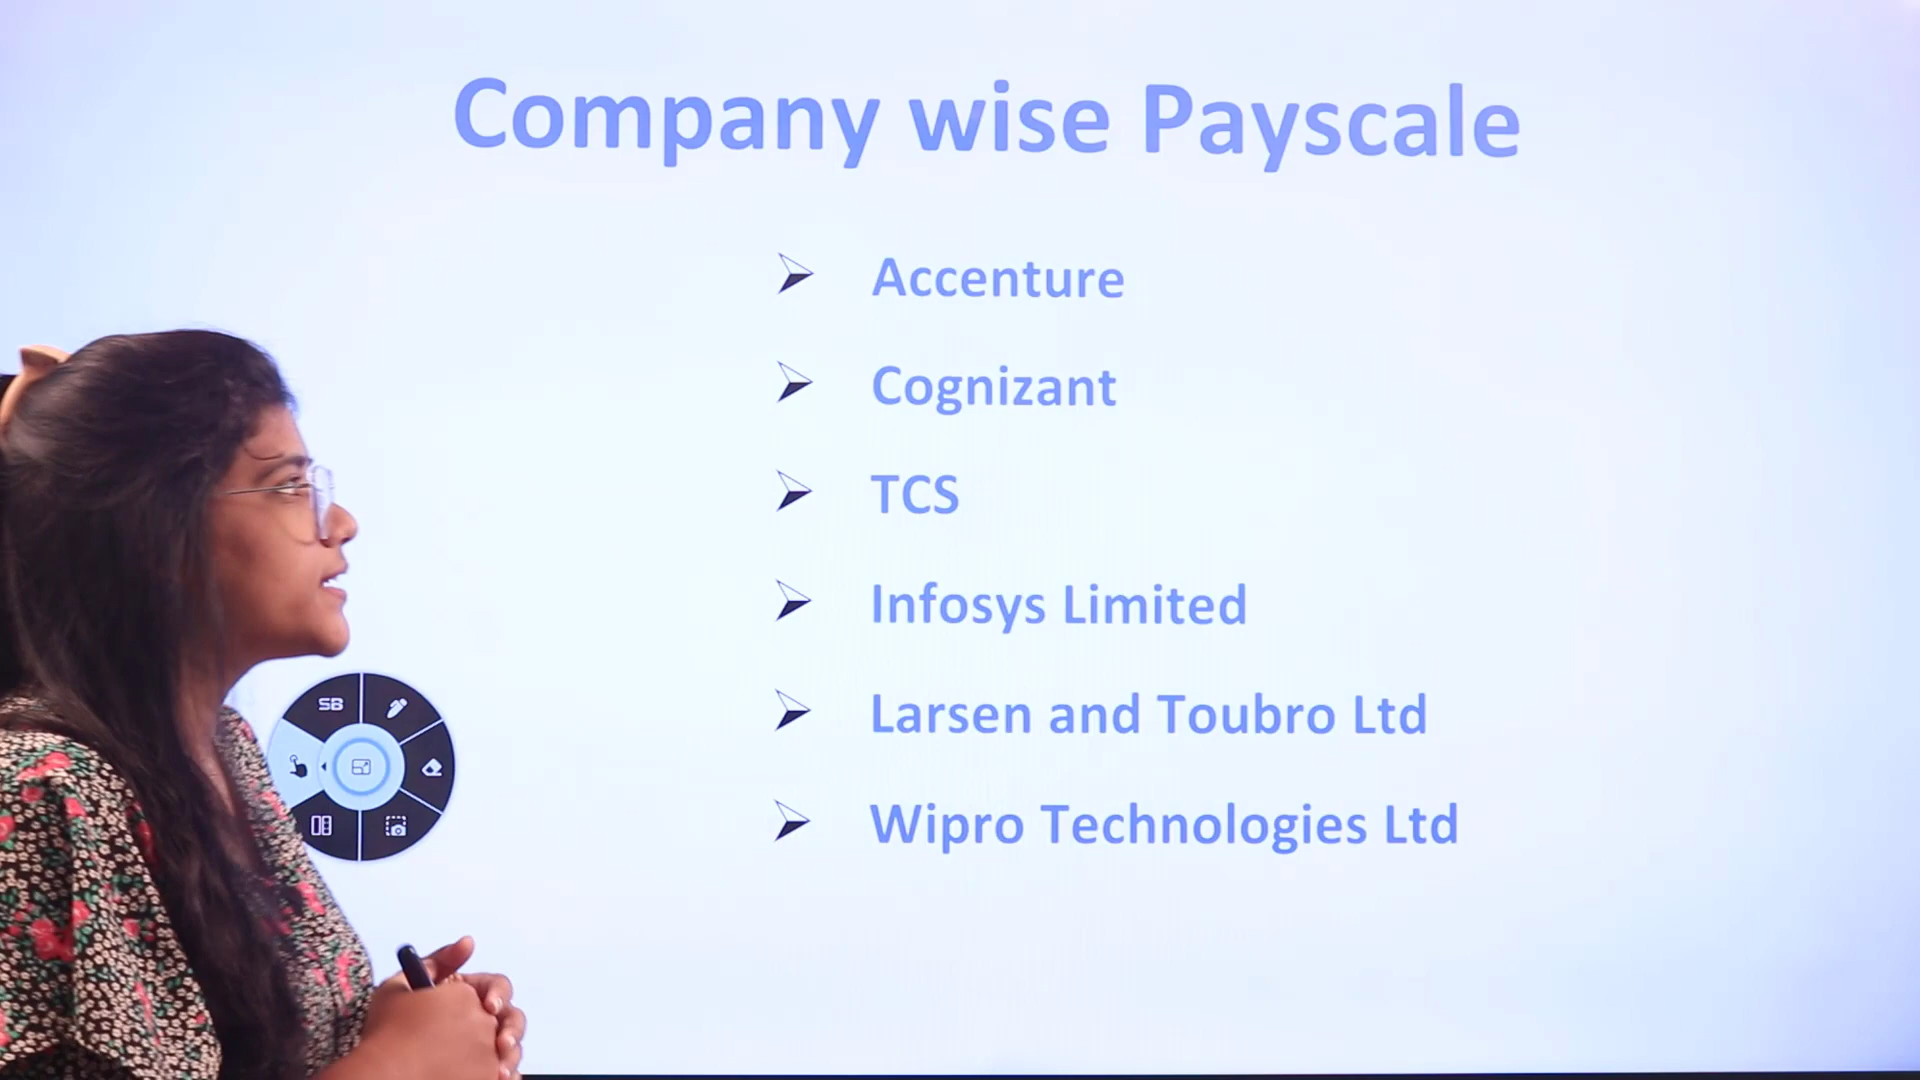 Company wise Payscale
Accenture
Cognizant
TCS
Infosys Limited
Larsen and Toubro Ltd
Wipro Technologies Ltd
SB